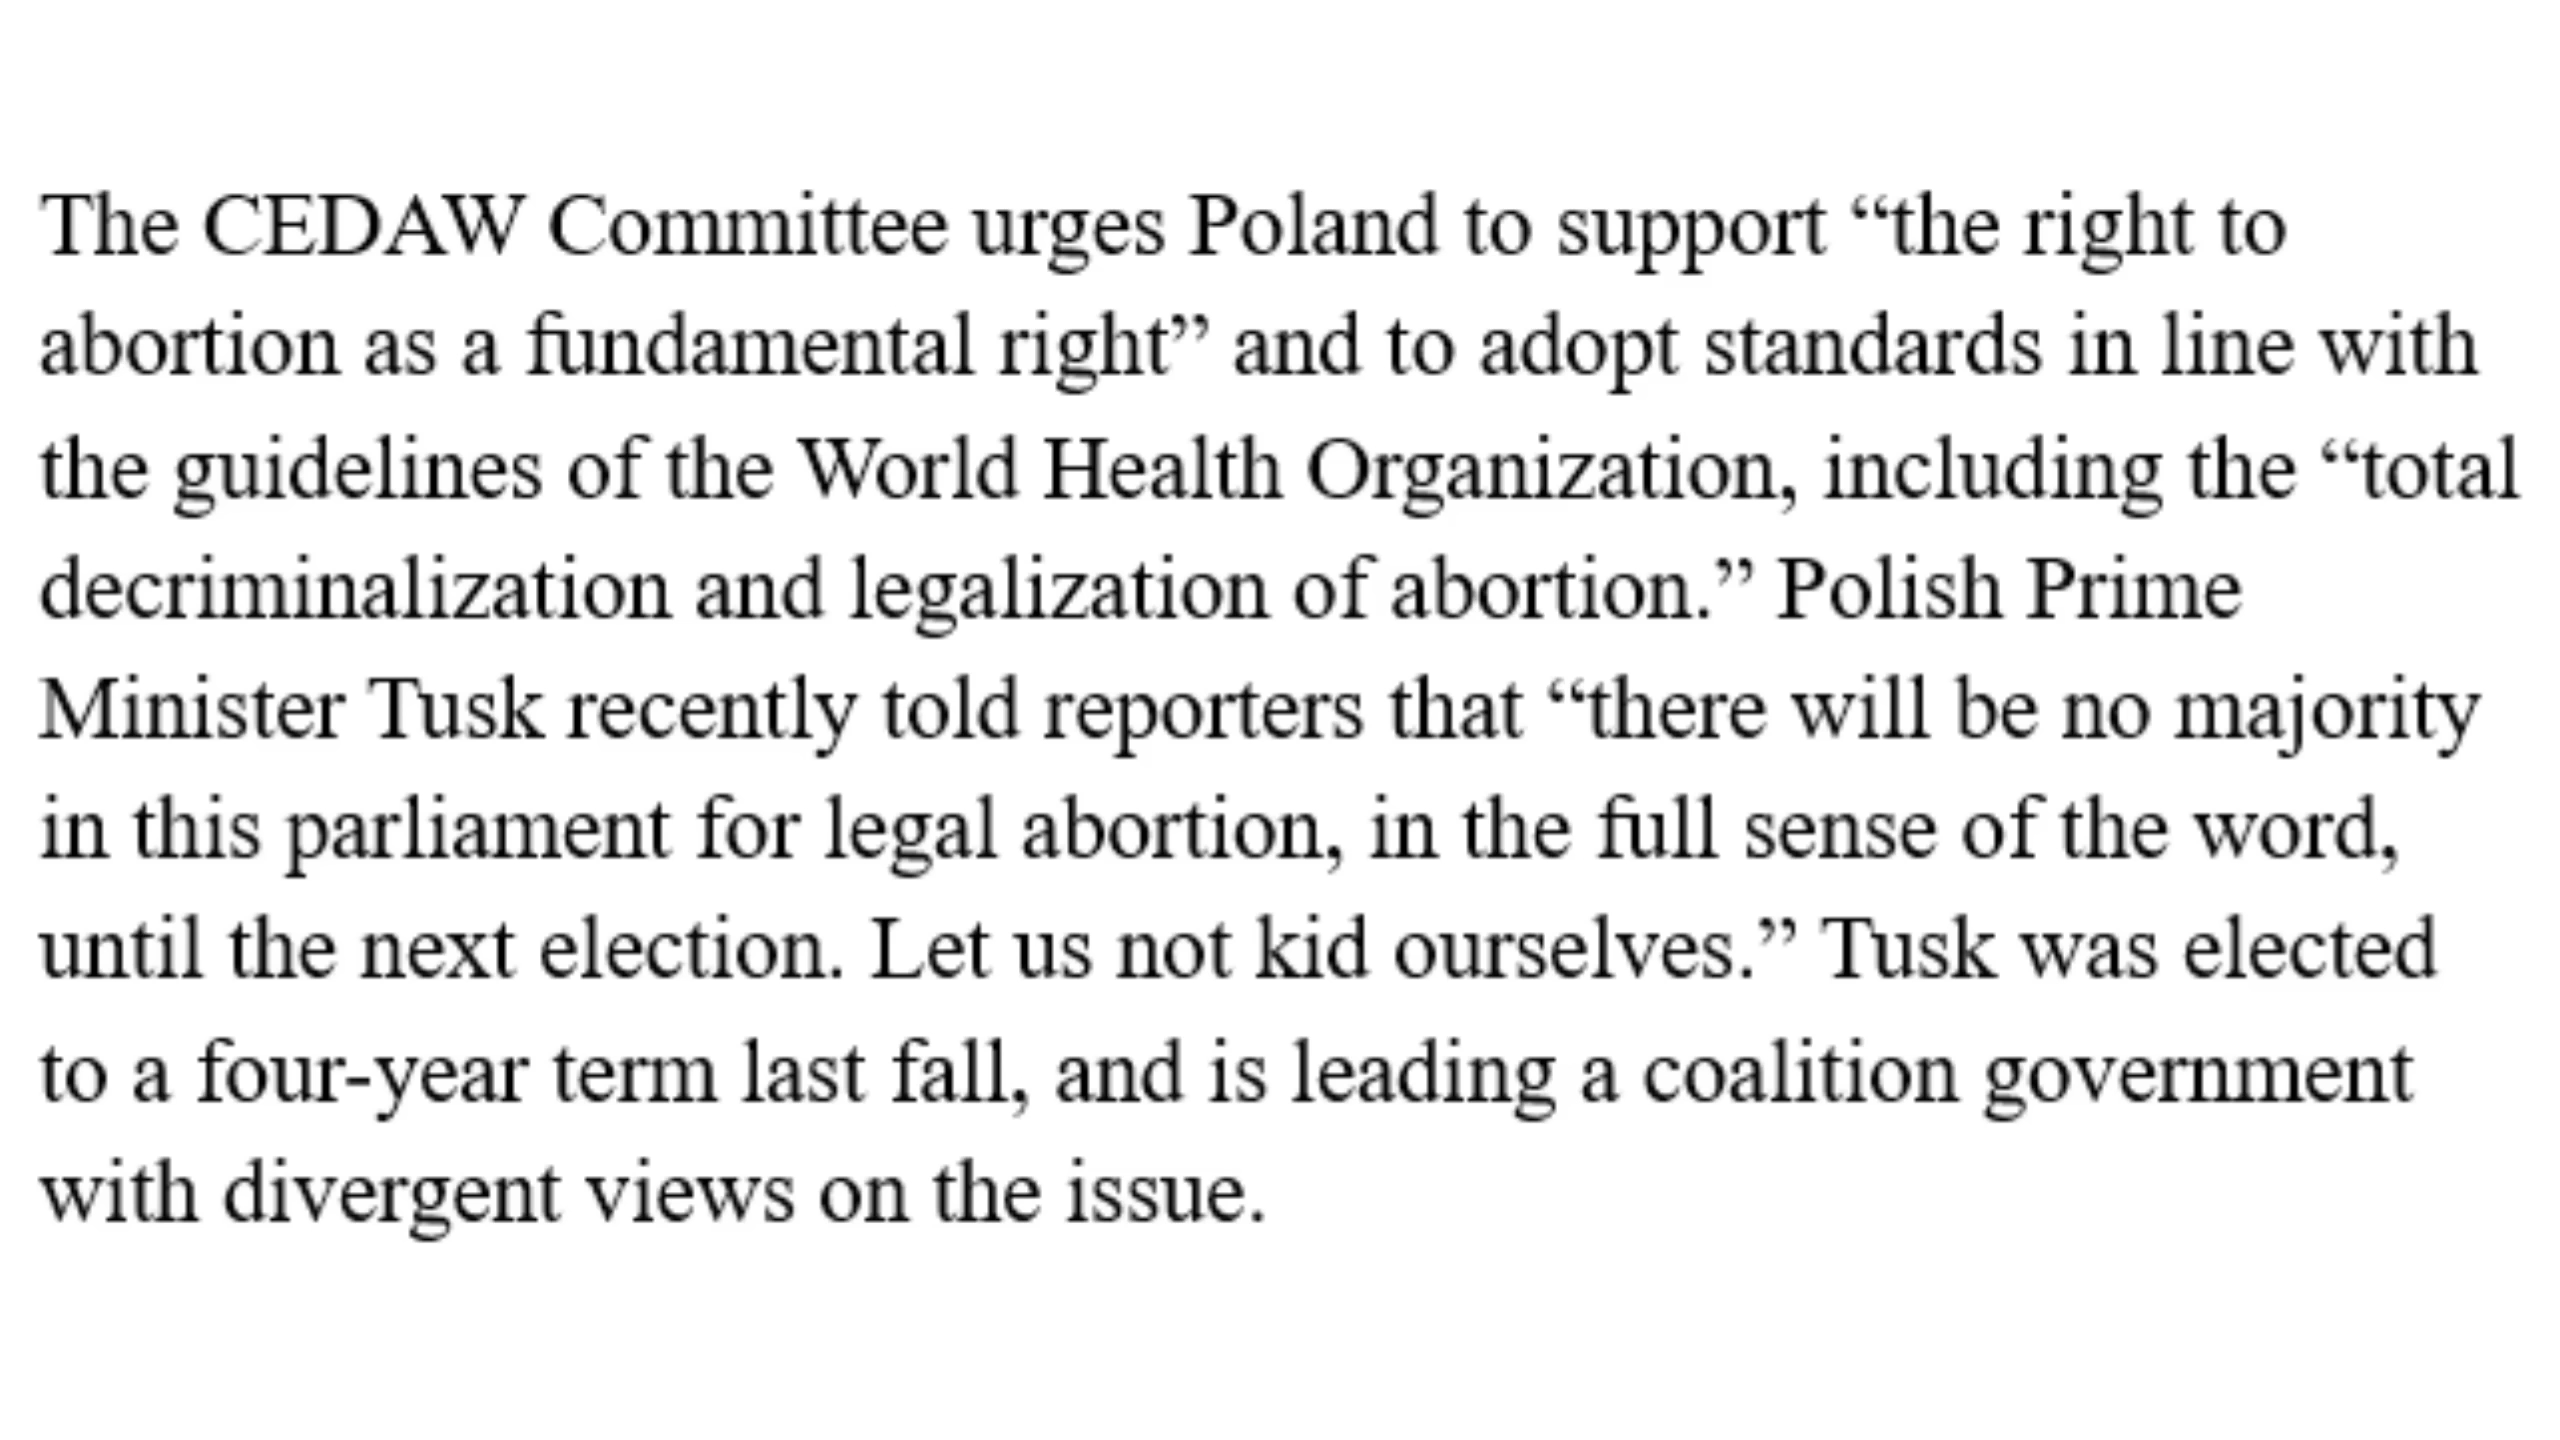 The CEDAW Committee urges Poland to support “the right to
abortion as a fundamental right” and to adopt standards in line with
the guidelines of the World Health Organization, including the “total
decriminalization and legalization of abortion.” Polish Prime
Minister Tusk recently told reporters that “there will be no majority
in this parliament for legal abortion, in the full sense of the word,
until the next election. Let us not kid ourselves.” Tusk was elected
to a four-year term last fall, and is leading a coalition government
with divergent views on the issue.